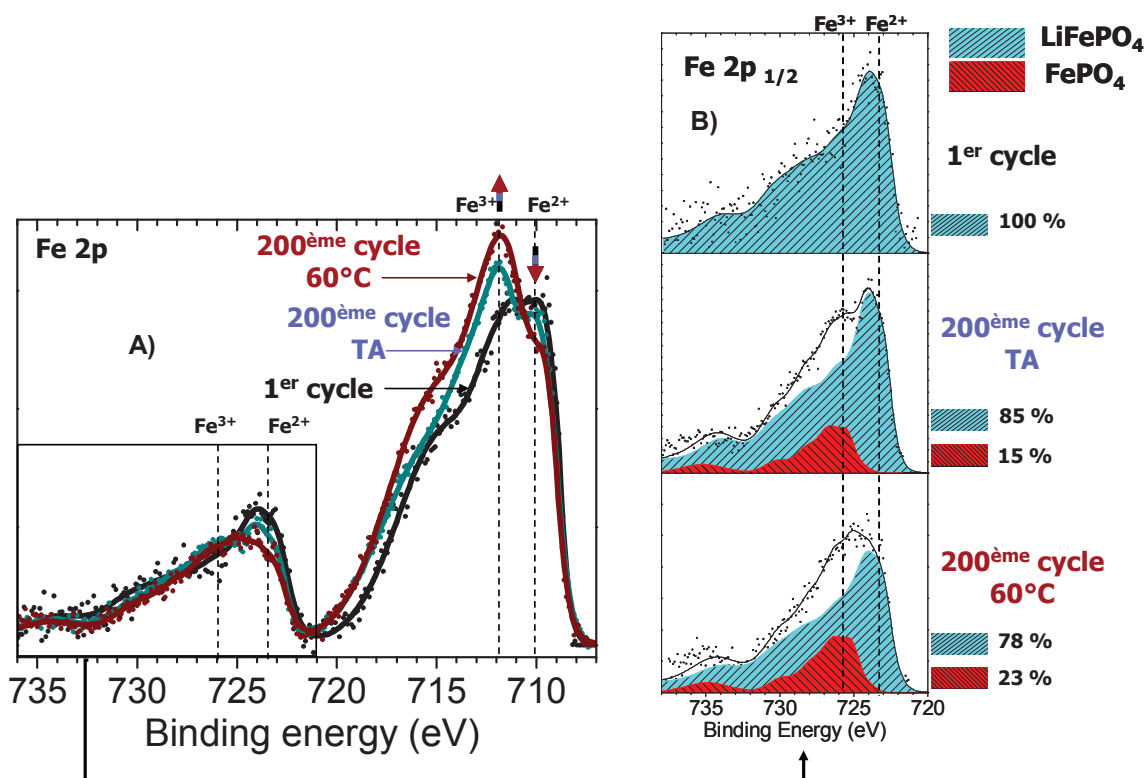 Fe 2p
A)
Fe3+
Fe2+
200ème cycle
60°C
200ème cycle
TA
1er cycle
Fe3+
Fe2+
735
730
725
720
715
710
Binding energy (eV)
Fe3+
Fe2+
LiFePO4
FePO4
Fe 2p 1/2
B)
1er cycle
100 %
200ème cycle
TA
85 %
15 %
200ème cycle
60°C
78 %
23 %
735
730
725
720
Binding Energy (eV)